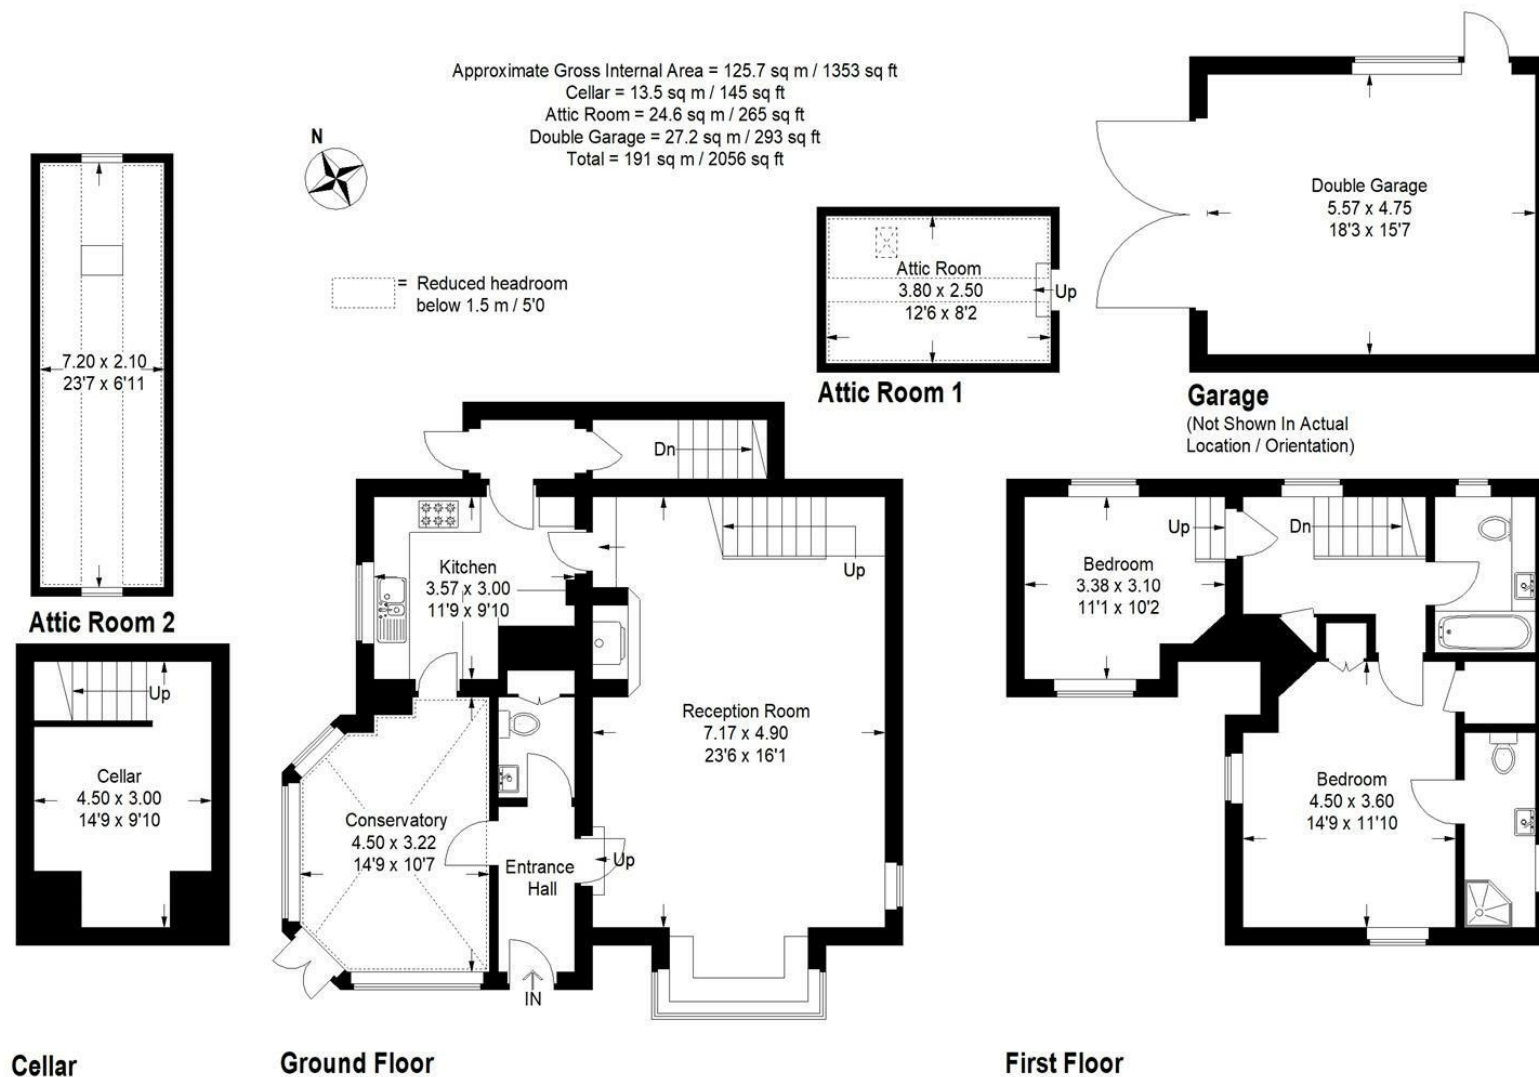 Approximate Gross Internal Area = 125.7 sq m / 1353 sq ft
Cellar = 13.5 sq m / 145 sq ft
Attic Room = 24.6 sq m / 265 sq ft
Double Garage = 27.2 sq m / 293 sq ft
Total = 191 sq m / 2056 sq ft
N
= Reduced headroom
below 1.5 m / 5'0
7.20 x 2.10
23'7 x 6'11
Attic Room 2
Attic Room
3.80 x 2.50
12'6 x 8'2
Up
Attic Room 1
Double Garage
5.57 x 4.75
18'3 x 15'7
Garage
(Not Shown In Actual
Location / Orientation)
Up
Cellar
4.50 x 3.00
14'9 x 9'10
Cellar
Dn
Kitchen
3.57 x 3.00
11'9 x 9'10
Up
Reception Room
7.17 x 4.90
23'6 x 16'1
Conservatory
4.50 x 3.22
14'9 x 10'7
Entrance
Hall
Up
IN
Ground Floor
Up
Dn
Bedroom
3.38 x 3.10
11'1 x 10'2
Bedroom
4.50 x 3.60
14'9 x 11'10
First Floor